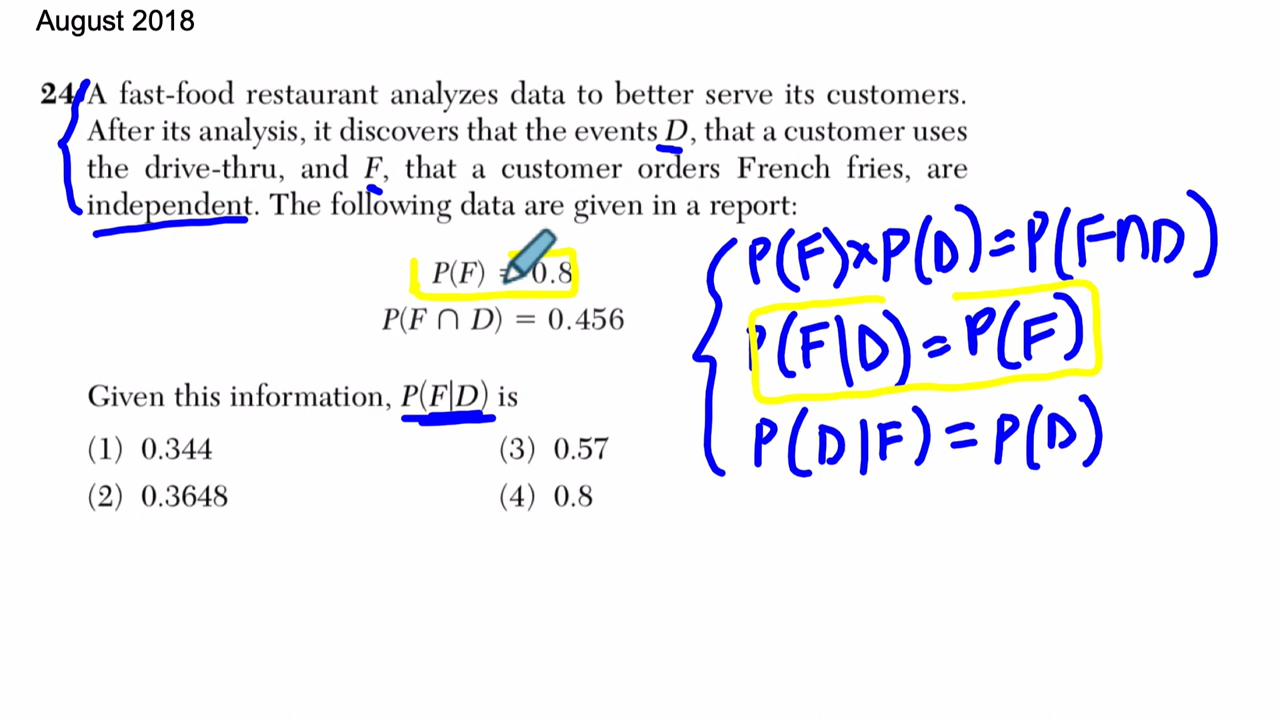 August 2018
24 A fast-food restaurant analyzes data to better serve its customers.
After its analysis, it discovers that the events D, that a customer uses
the drive-thru, and F, that a customer orders French fries, are
independent. The following data are given in a report:
P(F) = 0.8
P(F ∩ D) = 0.456
P(F)×P(D)=P(F∩D)
P(F|D)=P(F)
P(D|F)=P(D)
Given this information, P(F|D) is
(1) 0.344 (3) 0.57
(2) 0.3648 (4) 0.8